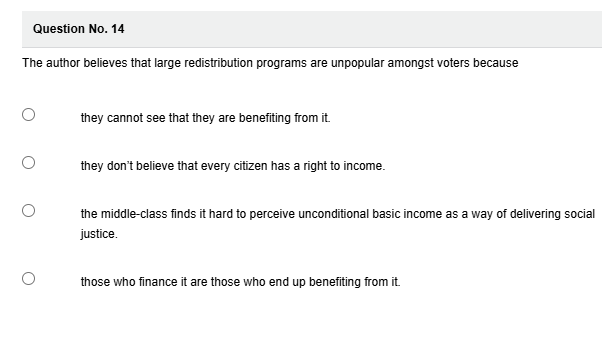 Question No. 14
The author believes that large redistribution programs are unpopular amongst voters because
they cannot see that they are benefiting from it.
they don't believe that every citizen has a right to income.
the middle-class finds it hard to perceive unconditional basic income as a way of delivering social
justice.
those who finance it are those who end up benefiting from it.